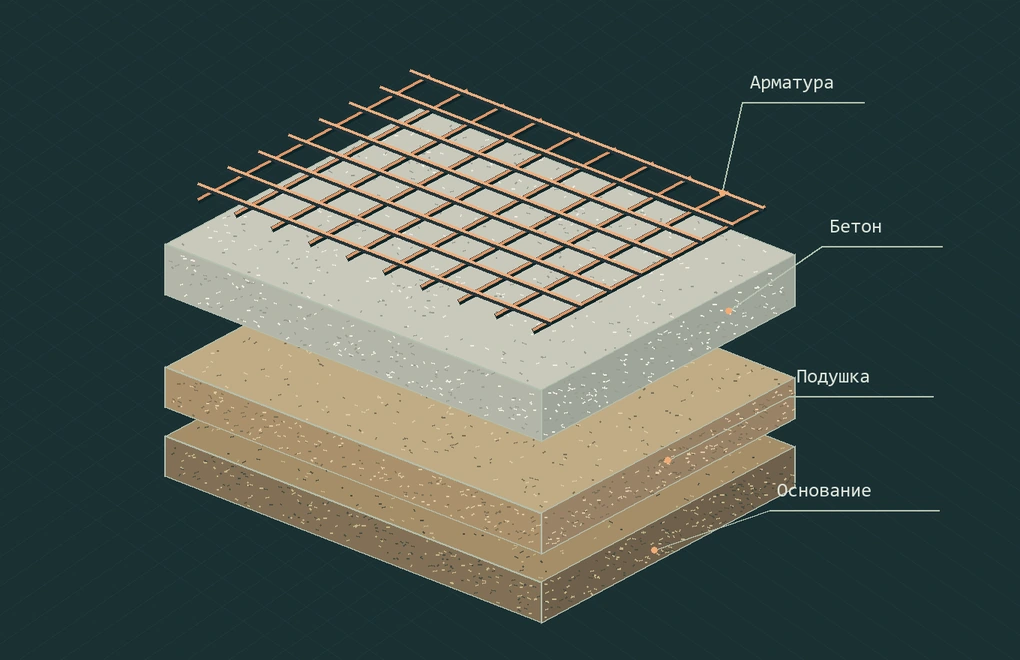 Арматура
Бетон
Подушка
Основание